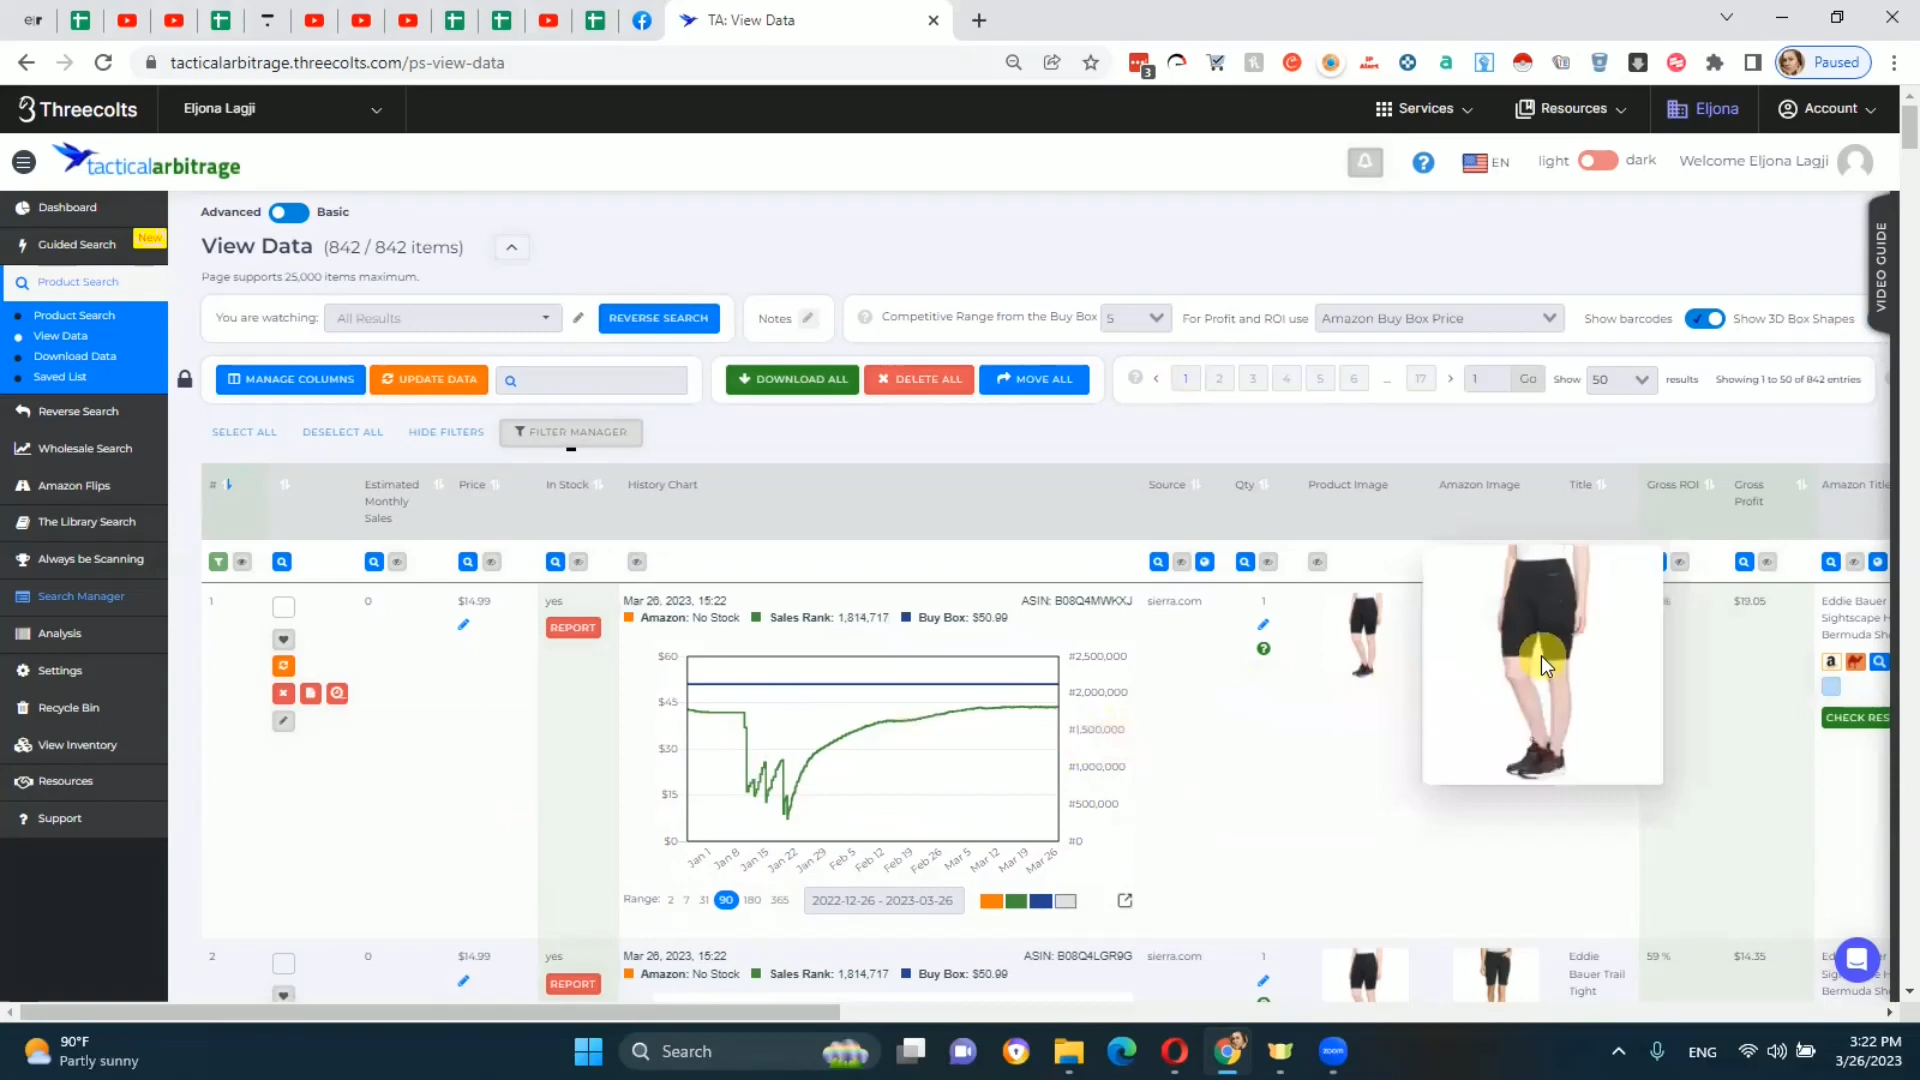 TA: View Data
tacticalarbitrage.threecolts.com/ps-view-data
3
Paused
Threecolts
Eljona Lagji
Services
Resources
Eljona
Account
tacticalarbitrage
EN
light
dark
Welcome Eljona Lagji
Dashboard
Guided Search
New
Product Search
Product Search
View Data
Download Data
Saved List
Reverse Search
Wholesale Search
Amazon Flips
The Library Search
Always be Scanning
Search Manager
Analysis
Settings
Recycle Bin
View Inventory
Resources
Support
Advanced
Basic
View Data (842 / 842 items)
Page supports 25,000 items maximum.
VIDEO GUIDE
You are watching:
All Results
REVERSE SEARCH
Notes
Competitive Range from the Buy Box
5
For Profit and ROI use
Amazon Buy Box Price
Show barcodes
Show 3D Box Shapes
MANAGE COLUMNS
UPDATE DATA
DOWNLOAD ALL
DELETE ALL
MOVE ALL
1 2 3 4 5 6 ... 17
1
Go
Show
50
results
Showing 1 to 50 of 842 entries
SELECT ALL
DESELECT ALL
HIDE FILTERS
FILTER MANAGER
#
Estimated
Monthly
Sales
Price
In Stock
History Chart
Source
Qty
Product Image
Amazon Image
Title
Gross ROI
Gross
Profit
Amazon Title
1
0
$14.99
yes
REPORT
Mar 26, 2023, 15:22
ASIN: B08Q4MWKXJ
Amazon: No Stock
Sales Rank: 1,814,717
Buy Box: $50.99
$60
$45
$30
$15
$0
#2,500,000
#2,000,000
#1,500,000
#1,000,000
#500,000
#0
Jan 1
Jan 8
Jan 15
Jan 22
Jan 29
Feb 5
Feb 12
Feb 19
Feb 26
Mar 5
Mar 12
Mar 19
Mar 26
Range: 2 7 31 90 180 365
2022-12-26 - 2023-03-26
sierra.com
1
$19.05
Eddie Bauer
Sightscape H
Bermuda Sh
CHECK RES
2
0
$14.99
yes
REPORT
Mar 26, 2023, 15:22
ASIN: B08Q4LGR9G
Amazon: No Stock
Sales Rank: 1,814,717
Buy Box: $50.99
sierra.com
1
Eddie
Bauer Trail
Tight
59 %
$14.35
Bermuda Sh
90°F
Partly sunny
Search
zoom
ENG
3:22 PM
3/26/2023